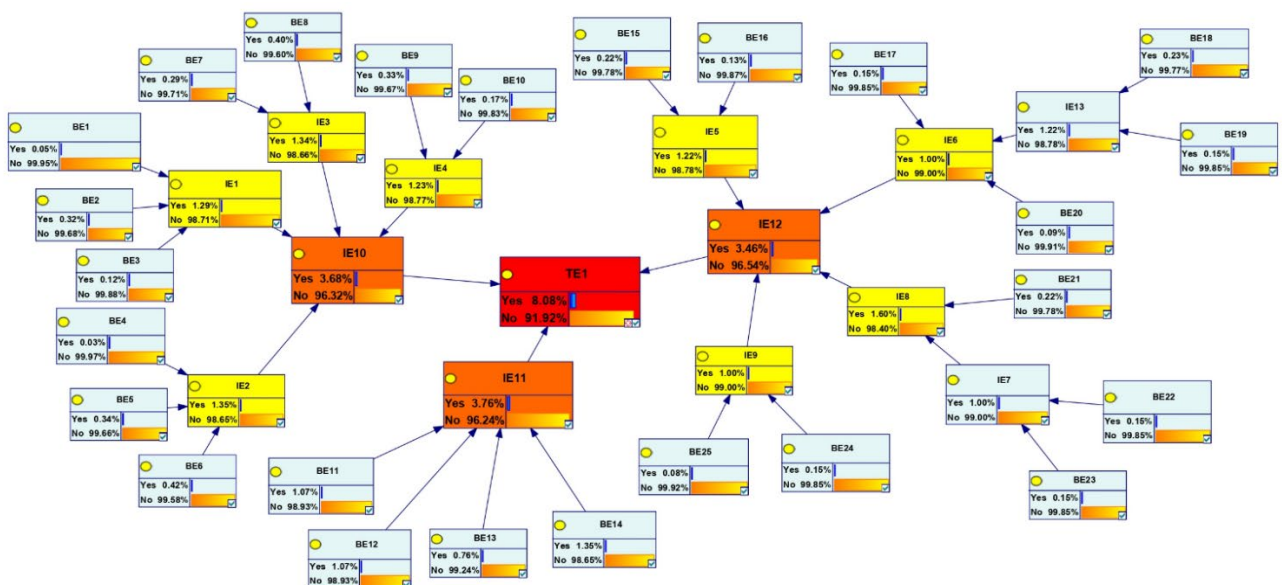 BE8
Yes 0.40%
No 99.60%
BE7
Yes 0.29%
No 99.71%
BE9
Yes 0.33%
No 99.67%
BE10
Yes 0.17%
No 99.83%
BE15
Yes 0.22%
No 99.78%
BE16
Yes 0.13%
No 99.87%
BE17
Yes 0.15%
No 99.85%
BE18
Yes 0.23%
No 99.77%
BE1
Yes 0.05%
No 99.95%
IE3
Yes 1.34%
No 98.66%
IE4
Yes 1.23%
No 98.77%
IE5
Yes 1.22%
No 98.78%
IE6
Yes 1.00%
No 99.00%
IE13
Yes 1.22%
No 98.78%
BE19
Yes 0.15%
No 99.85%
BE2
Yes 0.32%
No 99.68%
IE1
Yes 1.29%
No 98.71%
BE3
Yes 0.12%
No 99.88%
IE10
Yes 3.68%
No 96.32%
TE1
Yes 8.08%
No 91.92%
IE12
Yes 3.46%
No 96.54%
BE20
Yes 0.09%
No 99.91%
BE21
Yes 0.22%
No 99.78%
IE8
Yes 1.60%
No 98.40%
BE4
Yes 0.03%
No 99.97%
BE5
Yes 0.34%
No 99.66%
IE2
Yes 1.35%
No 98.65%
BE6
Yes 0.42%
No 99.58%
IE11
Yes 3.76%
No 96.24%
IE9
Yes 1.00%
No 99.00%
IE7
Yes 1.00%
No 99.00%
BE22
Yes 0.15%
No 99.85%
BE11
Yes 1.07%
No 98.93%
BE12
Yes 1.07%
No 98.93%
BE13
Yes 0.76%
No 99.24%
BE14
Yes 1.35%
No 98.65%
BE25
Yes 0.08%
No 99.92%
BE24
Yes 0.15%
No 99.85%
BE23
Yes 0.15%
No 99.85%